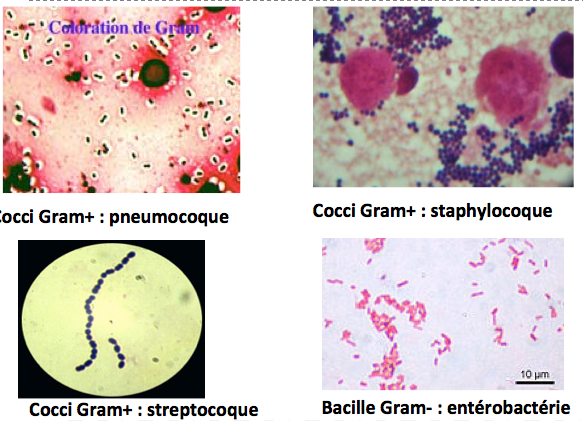 Coloration de Gram
Cocci Gram+ : pneumocoque
Cocci Gram+ : staphylocoque
10 µm
Cocci Gram+ : streptocoque
Bacille Gram- : entérobactérie